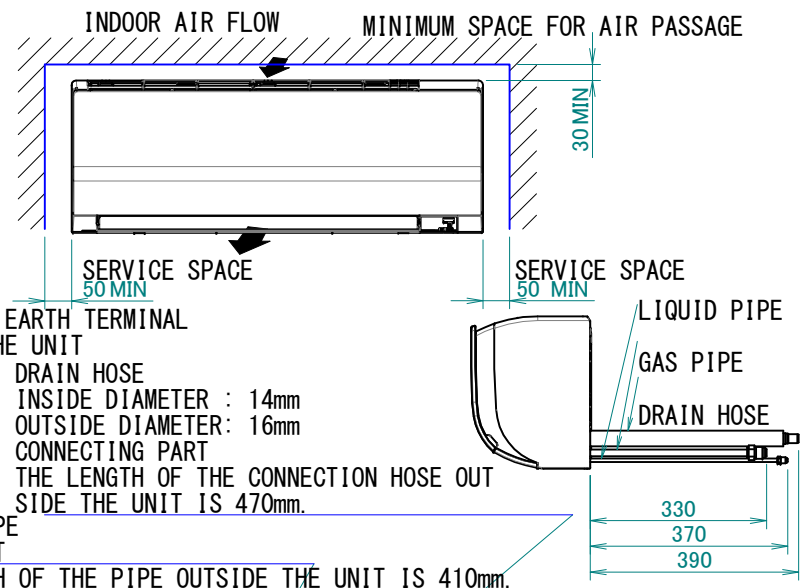 INDOOR AIR FLOW
MINIMUM SPACE FOR AIR PASSAGE
30 MIN
SERVICE SPACE
50 MIN
SERVICE SPACE
50 MIN
EARTH TERMINAL
HE UNIT
DRAIN HOSE
INSIDE DIAMETER : 14mm
OUTSIDE DIAMETER: 16mm
CONNECTING PART
THE LENGTH OF THE CONNECTION HOSE OUT
SIDE THE UNIT IS 470mm.
PE
T
H OF THE PIPE OUTSIDE THE UNIT IS 410mm.
LIQUID PIPE
GAS PIPE
DRAIN HOSE
330
370
390